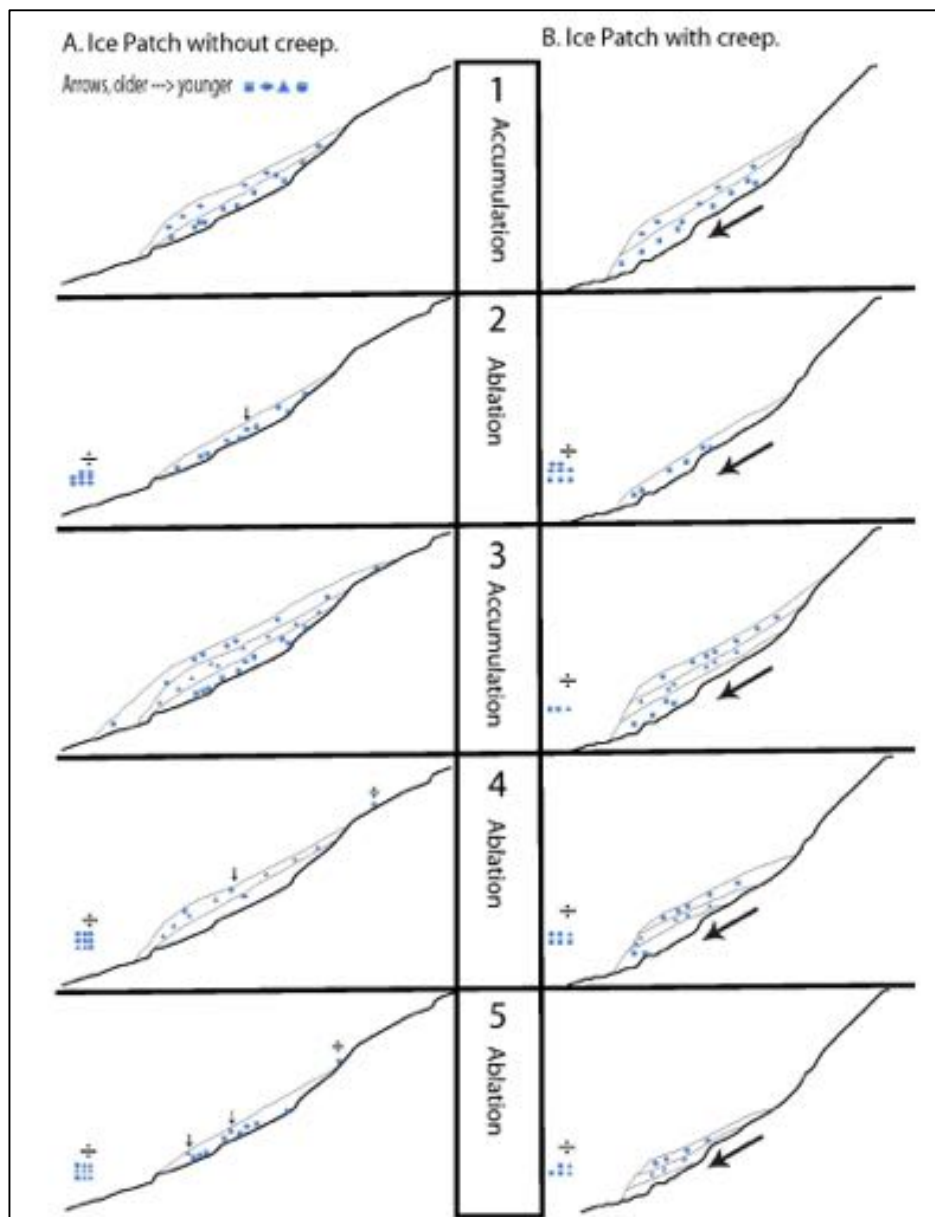 A. Ice Patch without creep.
Arrows, older ---> younger
B. Ice Patch with creep.
1
Accumulation
2
Ablation
÷
÷
3
Accumulation
÷
4
Ablation
÷
÷
÷
5
Ablation
÷
÷
÷